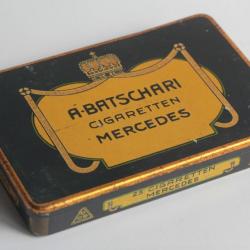 A·BATSCHARI
CIGARETTEN
MERCEDES
25 CIGARETTEN
MERCEDES